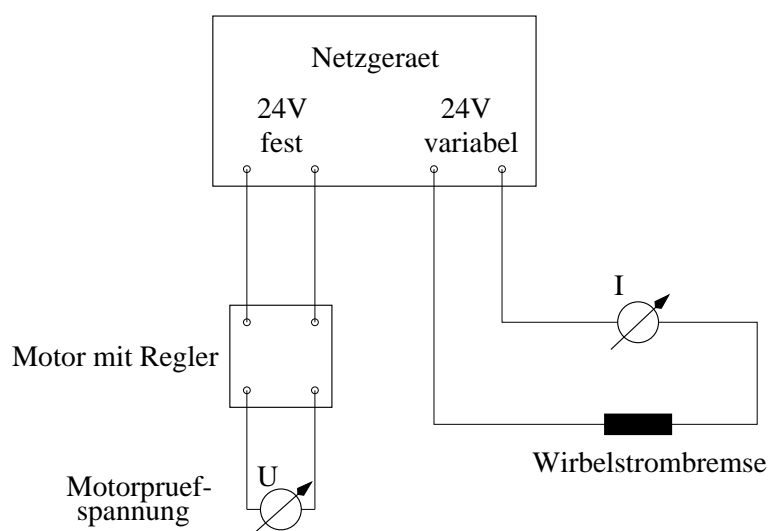 Netzgeraet
24V
fest
24V
variabel
I
Motor mit Regler
Wirbelstrombremse
U
Motorpruef-
spannung